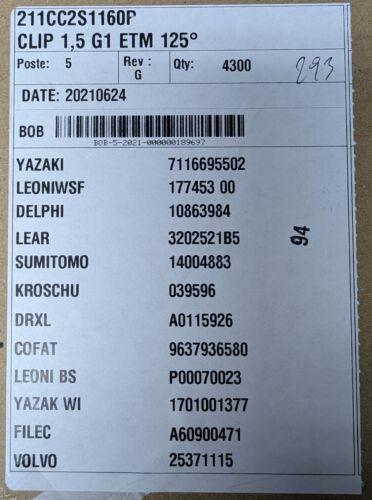 211CC2S1160P
CLIP 1,5 G1 ETM 125°
Poste: 5 Rev: G Qty: 4300 293
DATE: 20210624
BOB
BOB-5-2021-000000189697
YAZAKI 7116695502
LEONIWSF 177453 00
DELPHI 10863984
LEAR 3202521B5
94
SUMITOMO 14004883
KROSCHU 039596
DRXL A0115926
COFAT 9637936580
LEONI BS P00070023
YAZAK WI 1701001377
FILEC A60900471
VOLVO 25371115